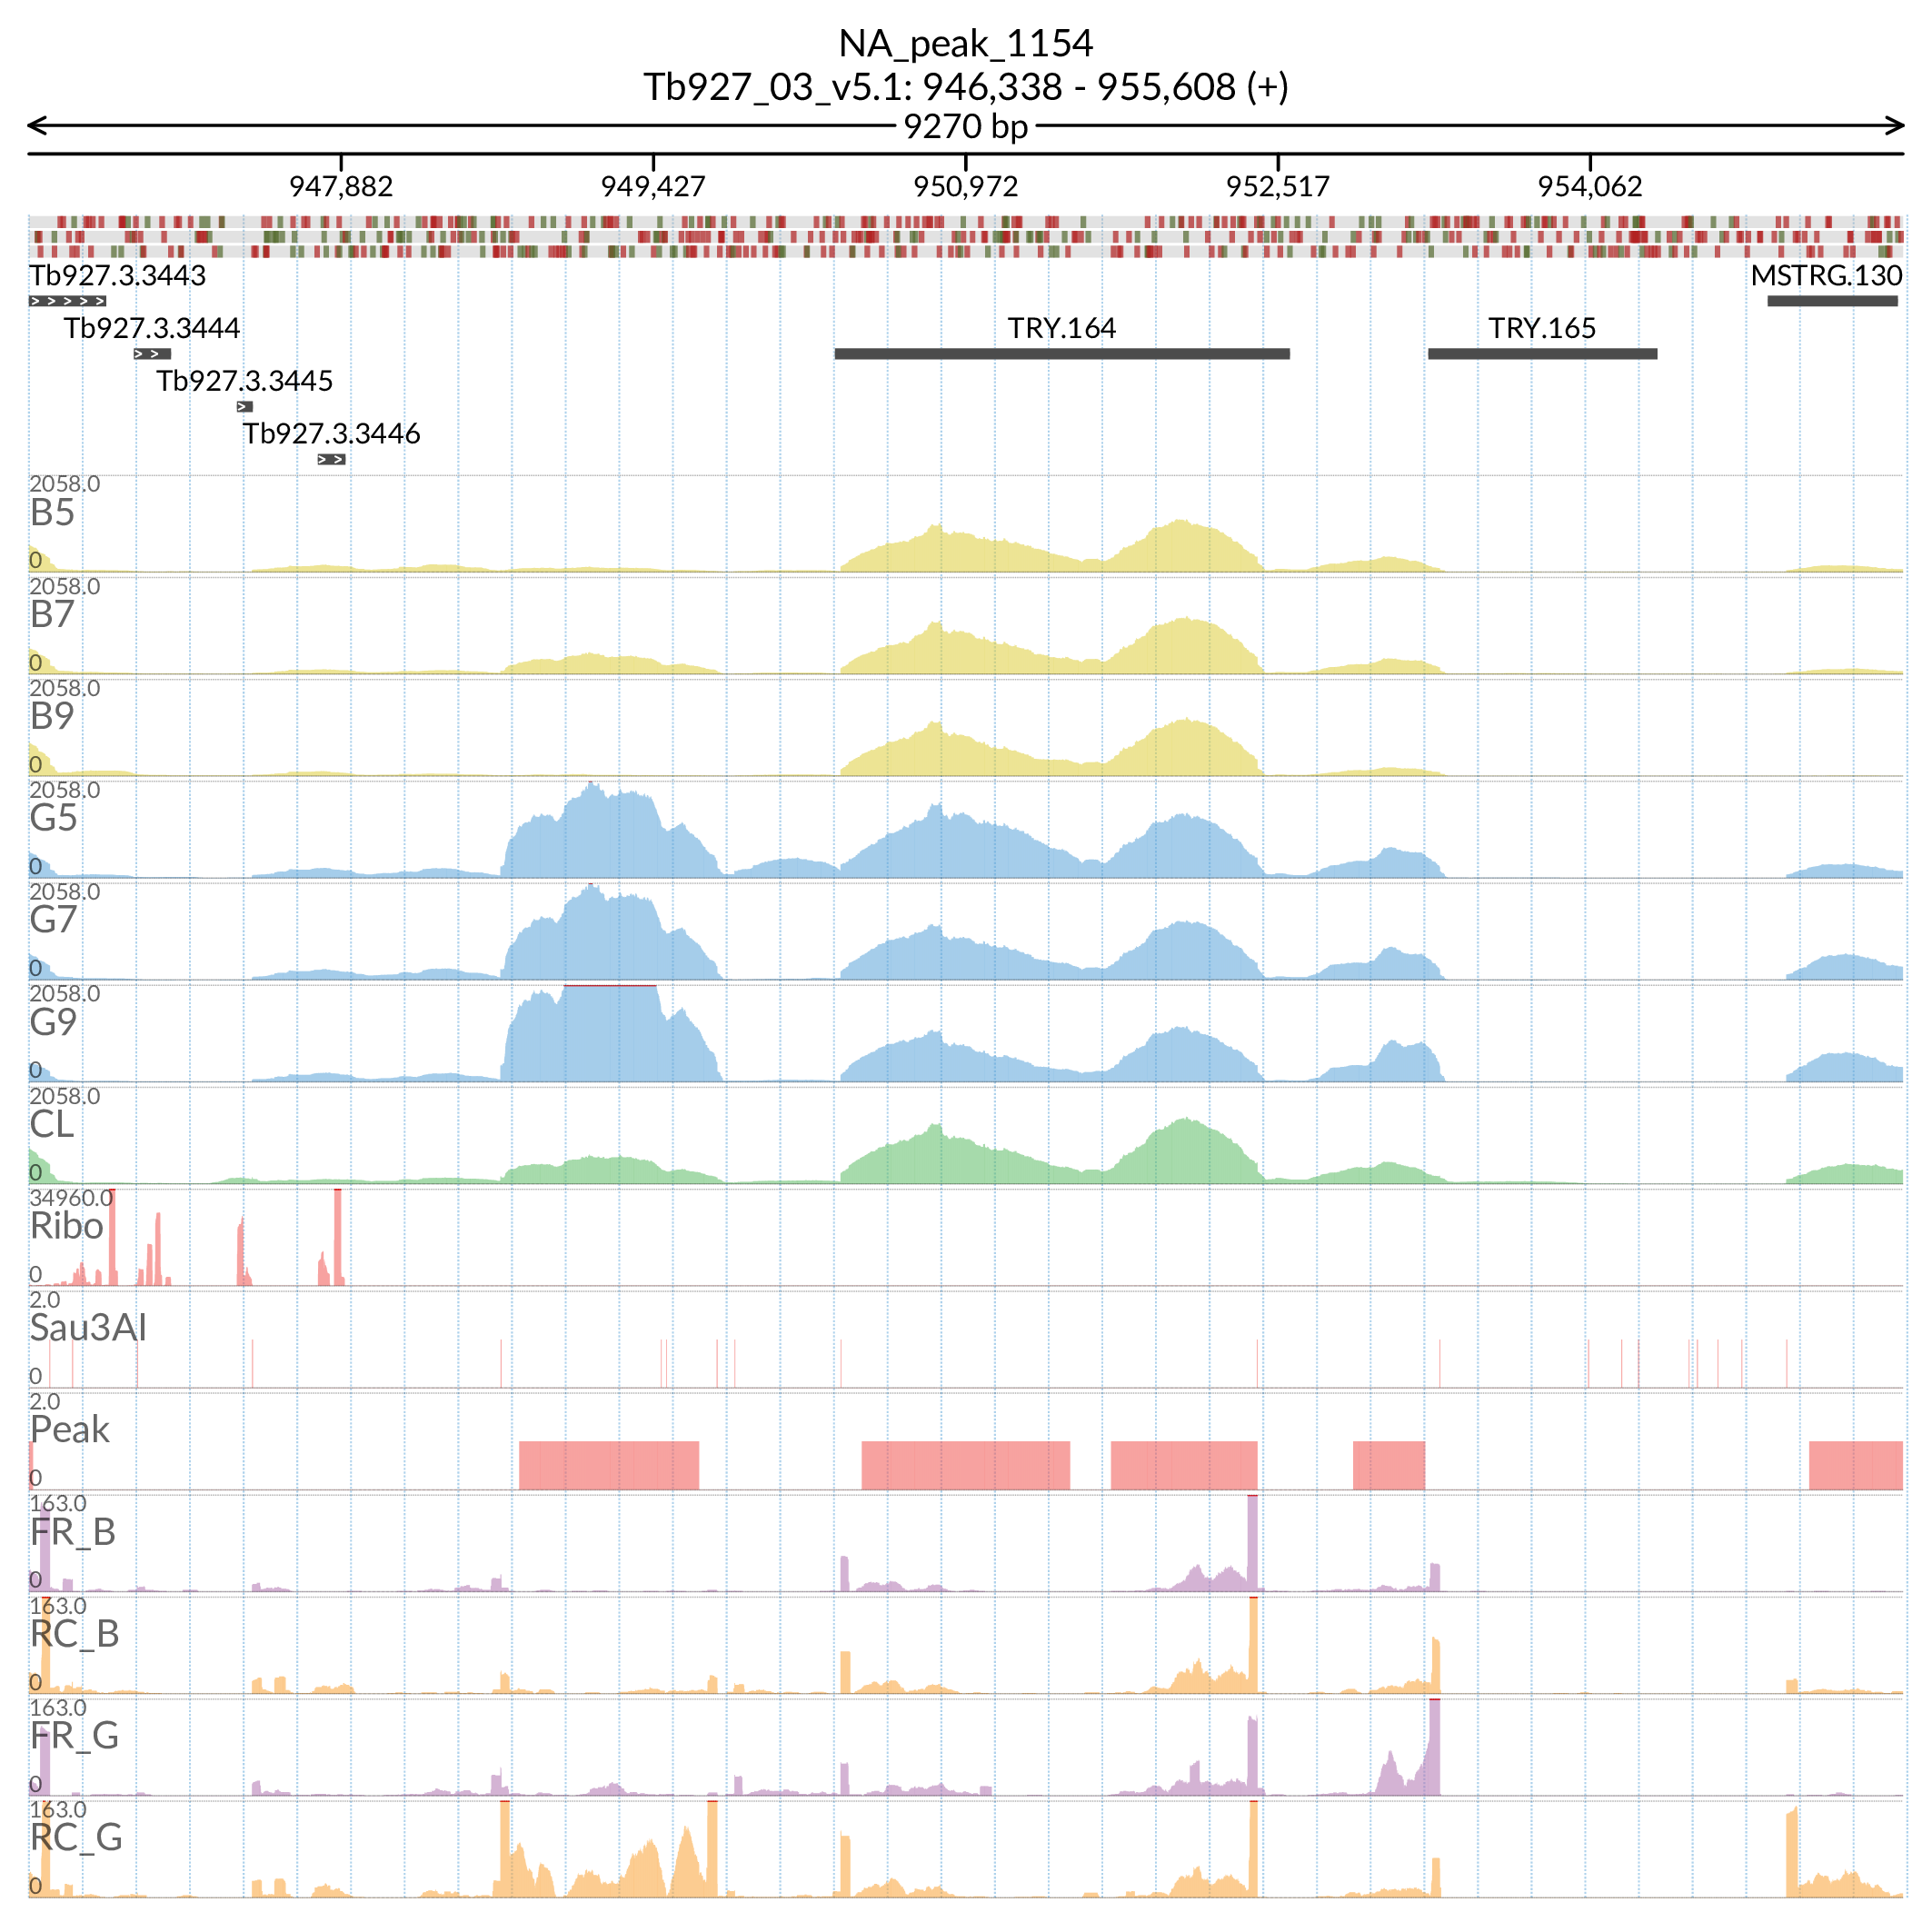 NA_peak_1154
Tb927_03_v5.1: 946,338 - 955,608 (+)
9270 bp
947,882 949,427 950,972 952,517 954,062
Tb927.3.3443 MSTRG.130
Tb927.3.3444 TRY.164 TRY.165
Tb927.3.3445
Tb927.3.3446
2058.0
B5
0
2058.0
B7
0
2058.0
B9
0
2058.0
G5
0
2058.0
G7
0
2058.0
G9
0
2058.0
CL
0
34960.0
Ribo
0
2.0
Sau3AI
0
2.0
Peak
0
163.0
FR_B
0
163.0
RC_B
0
163.0
FR_G
0
163.0
RC_G
0